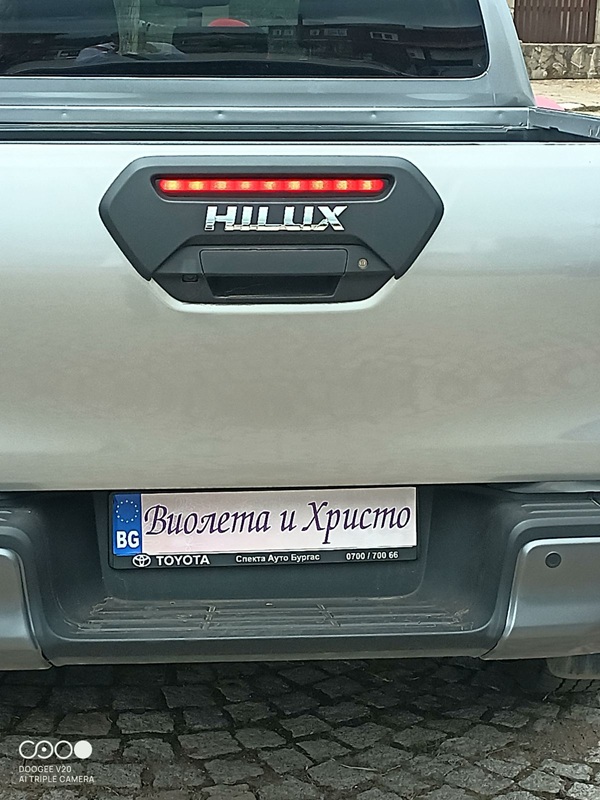 HILUX
BG Виолета и Христо
TOYOTA Спекта Ауто Бургас 0700 / 700 66
DOOGEE V20
AI TRIPLE CAMERA